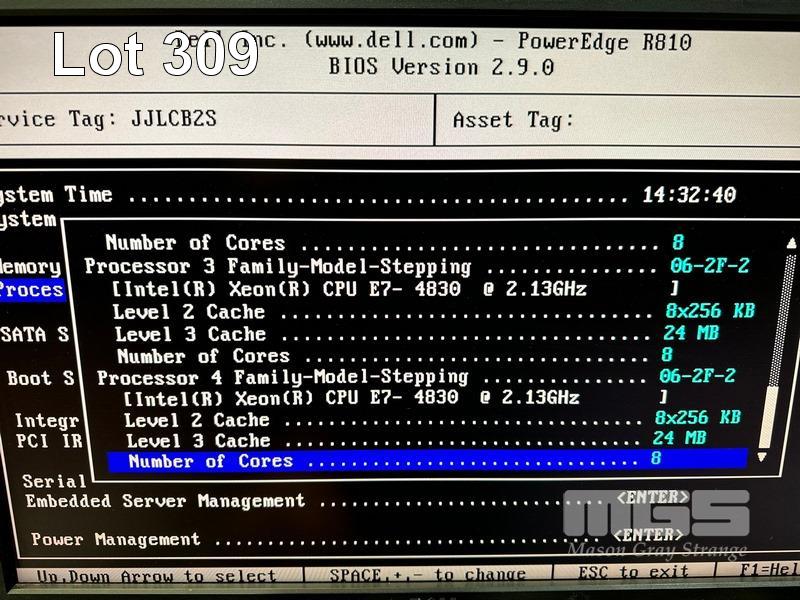 Lot 309
Inc. (www.dell.com) - PowerEdge R810
BIOS Version 2.9.0
rvice Tag: JJLCB2S
Asset Tag:
ystem Time ........................................ 14:32:40
ystem
Number of Cores ........................................ 8
Memory
Processor 3 Family-Model-Stepping ................ 06-2F-2
Proces
[Intel(R) Xeon(R) CPU E7- 4830 @ 2.13GHz ]
Level 2 Cache ........................................ 8x256 KB
SATA S
Level 3 Cache ........................................ 24 MB
Number of Cores ........................................ 8
Boot S
Processor 4 Family-Model-Stepping ................ 06-2F-2
[Intel(R) Xeon(R) CPU E7- 4830 @ 2.13GHz ]
Integr
Level 2 Cache ........................................ 8x256 KB
PCI IR
Level 3 Cache ........................................ 24 MB
Number of Cores ........................................ 8
Serial
Embedded Server Management ............................ <ENTER>
Power Management ........................................ <ENTER>
MGS
Mason Gray Strange
Up,Down Arrow to select
SPACE,+,- to change
ESC to exit
F1=Hel